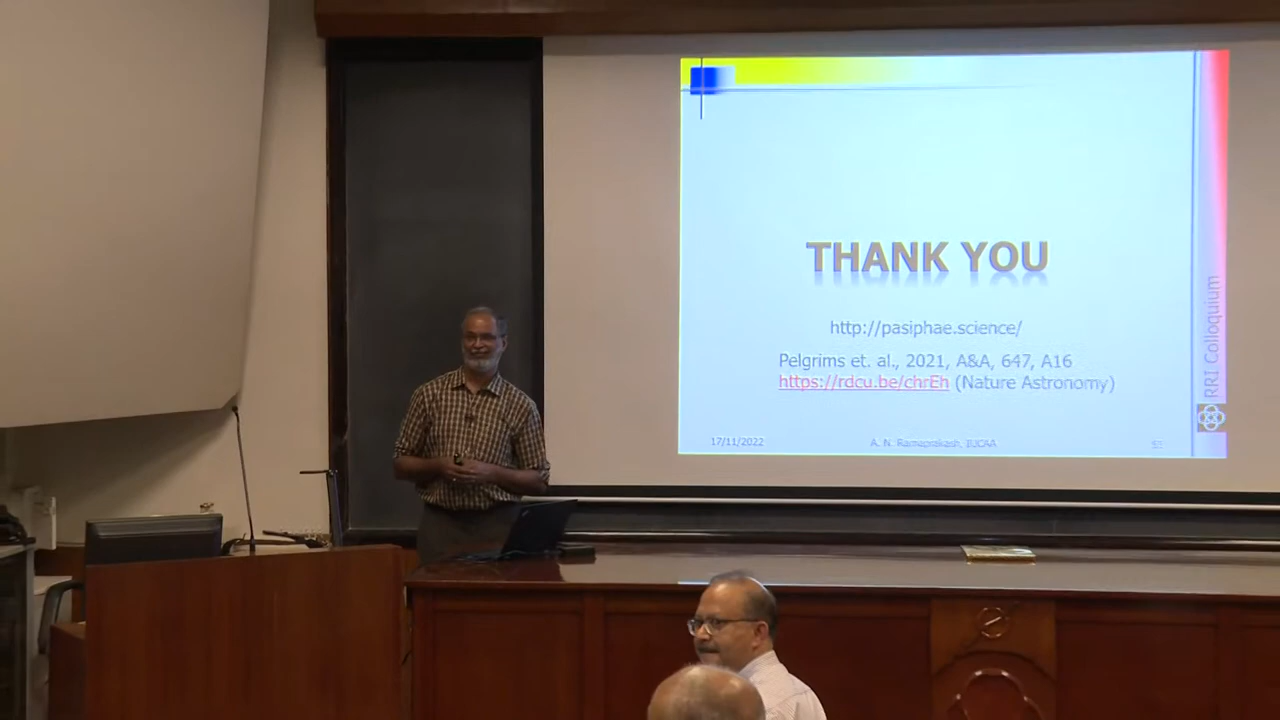 THANK YOU
http://pasiphae.science/
Pelgrims et. al., 2021, A&A, 647, A16
https://rdcu.be/chrEh (Nature Astronomy)
17/11/2022
A. N. Ramaprakash, IUCAA
RRI Colloquium